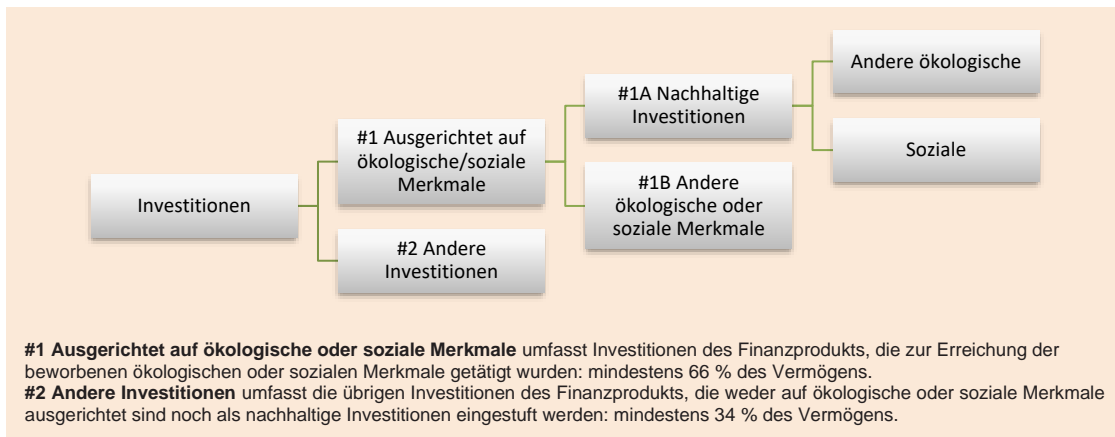 Andere ökologische
#1A Nachhaltige
Investitionen
#1 Ausgerichtet auf
ökologische/soziale
Merkmale
Soziale
#1B Andere
ökologische oder
soziale Merkmale
Investitionen
#2 Andere
Investitionen
#1 Ausgerichtet auf ökologische oder soziale Merkmale umfasst Investitionen des Finanzprodukts, die zur Erreichung der
beworbenen ökologischen oder sozialen Merkmale getätigt wurden: mindestens 66 % des Vermögens.
#2 Andere Investitionen umfasst die übrigen Investitionen des Finanzprodukts, die weder auf ökologische oder soziale Merkmale
ausgerichtet sind noch als nachhaltige Investitionen eingestuft werden: mindestens 34 % des Vermögens.